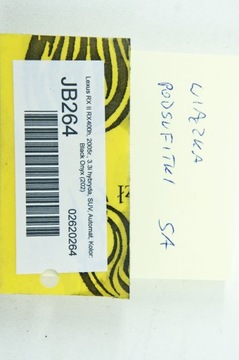 Lexus RX II RX400h, 2005r., 3.3i hybryda, SUV, Automat, Kolor:
Black Onyx (202)
JB264
02620264
WIĄZKA
PODSUFITKI SA